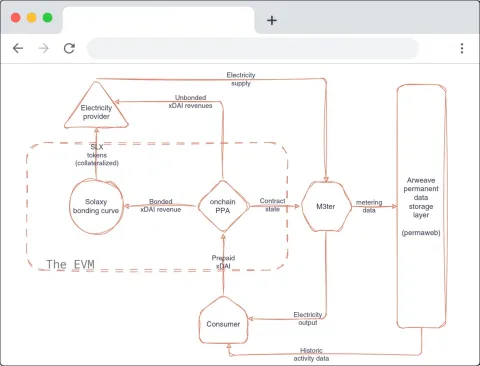 Electricity
supply
Unbonded
xDAI revenues
Electricity
provider
SLX
tokens
(collateralized)
Solaxy
bonding curve
Bonded
xDAI revenue
onchain
PPA
Contract
state
M3ter
metering
data
Arweave
permanent
data
storage
layer
(permaweb)
The EVM
Prepaid
xDAI
Consumer
Electricity
output
Historic
activity data